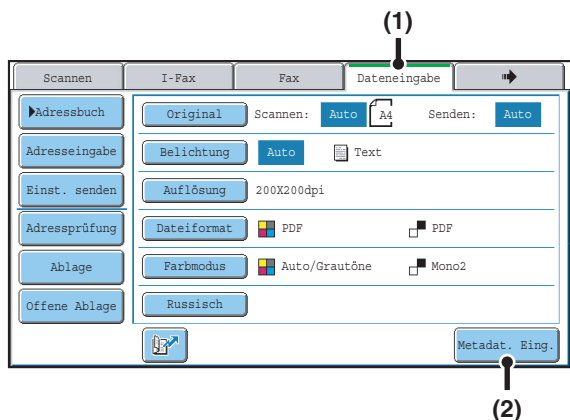 (1)
Scannen I-Fax Fax Dateneingabe
Adressbuch Original Scannen: Auto A4 Senden: Auto
Adresseingabe Belichtung Auto Text
Einst. senden Auflösung 200X200dpi
Adressprüfung Dateiformat PDF PDF
Ablage Farbmodus Auto/Grautöne Mono2
Offene Ablage Russisch
Metadat. Eing.
(2)